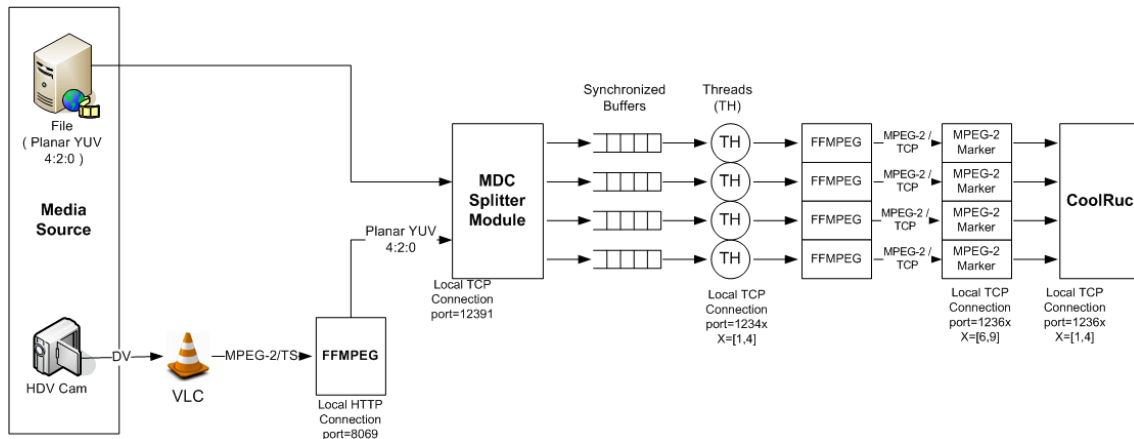 File
( Planar YUV
4:2:0 )
Media
Source
HDV Cam
DV
VLC
MPEG-2/TS
FFMPEG
Local HTTP
Connection
port=8069
Planar YUV
4:2:0
MDC
Splitter
Module
Local TCP
Connection
port=12391
Synchronized
Buffers
Threads
(TH)
TH
TH
TH
TH
Local TCP
Connection
port=1234x
X=[1,4]
FFMPEG
FFMPEG
FFMPEG
FFMPEG
MPEG-2 /
TCP
MPEG-2 /
TCP
MPEG-2 /
TCP
MPEG-2 /
TCP
MPEG-2
Marker
MPEG-2
Marker
MPEG-2
Marker
MPEG-2
Marker
Local TCP
Connection
port=1236x
X=[6,9]
CoolRuc
Local TCP
Connection
port=1236x
X=[1,4]